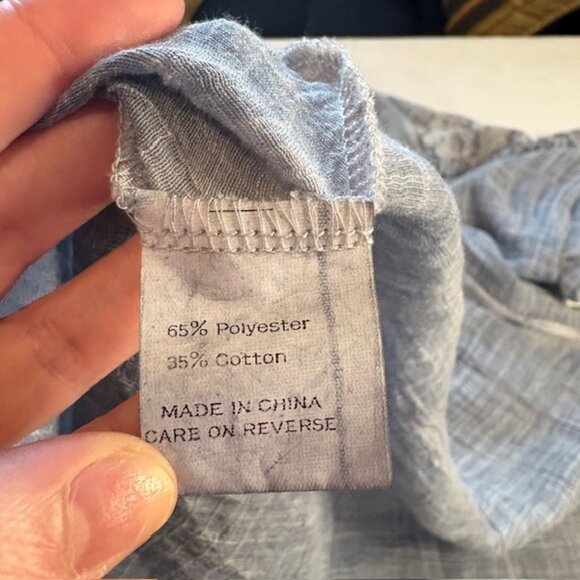 65% Polyester
35% Cotton
MADE IN CHINA
CARE ON REVERSE